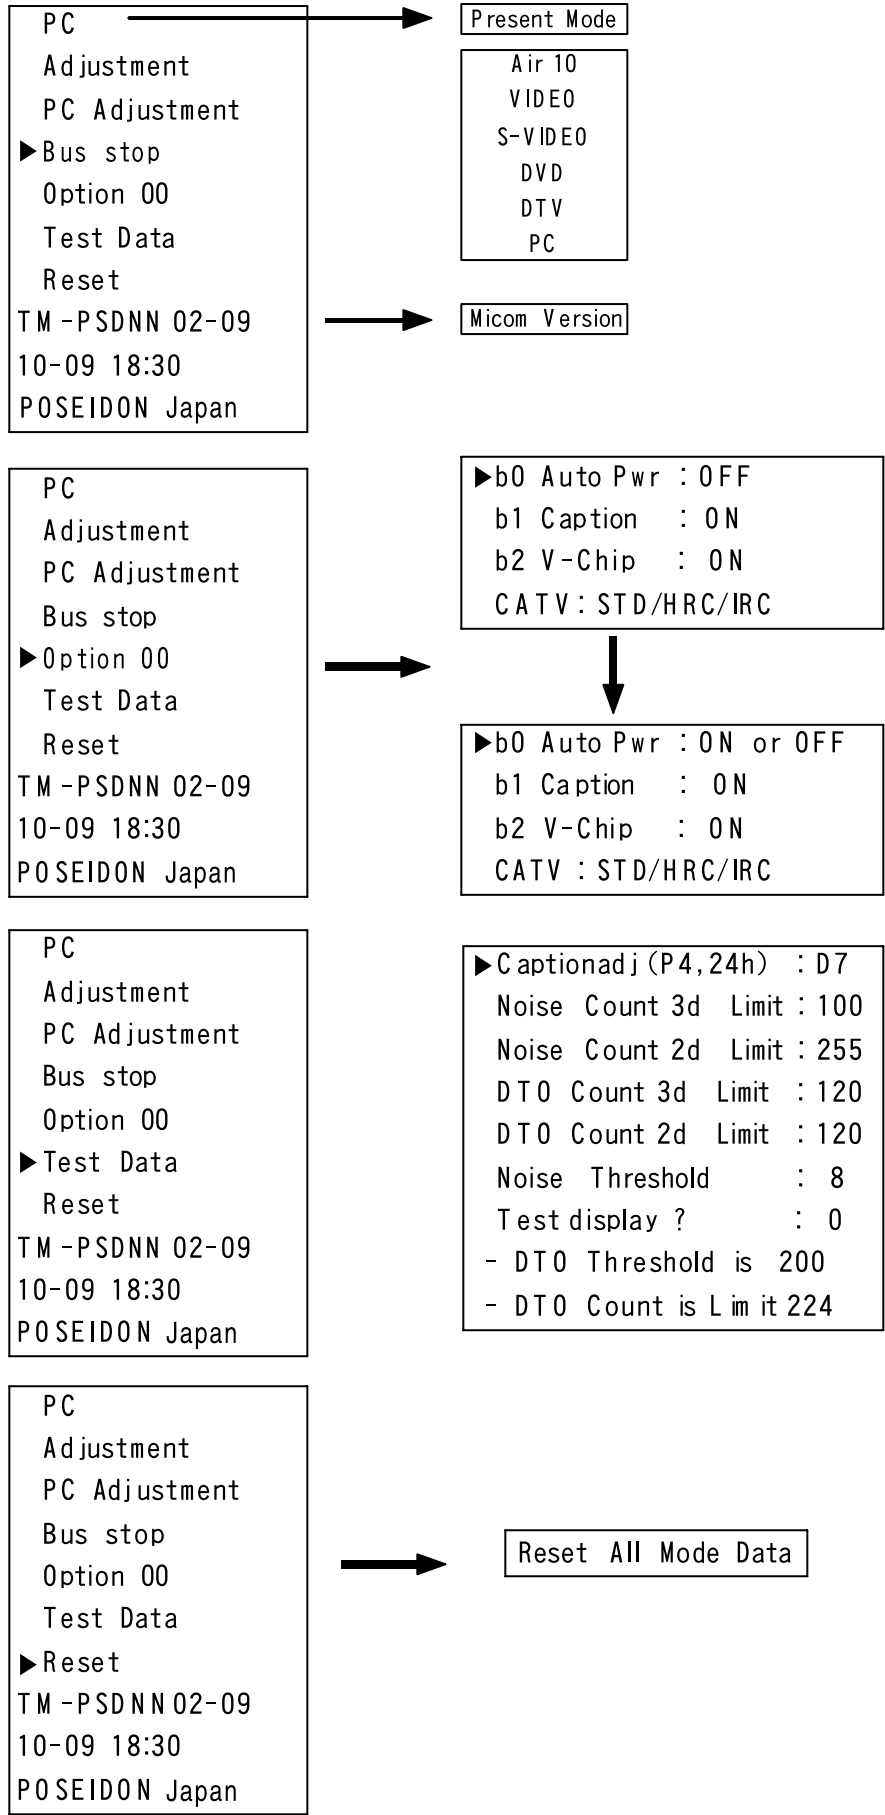 PC
Adjustment
PC Adjustment
▶Bus stop
Option 00
Test Data
Reset
TM-PSDNN 02-09
10-09 18:30
POSEIDON Japan
Present Mode
Air 10
VIDEO
S-VIDEO
DVD
DTV
PC
Micom Version
PC
Adjustment
PC Adjustment
Bus stop
▶Option 00
Test Data
Reset
TM-PSDNN 02-09
10-09 18:30
POSEIDON Japan
▶b0 Auto Pwr : OFF
b1 Caption : ON
b2 V-Chip : ON
CATV : STD/HRC/IRC
▶b0 Auto Pwr : ON or OFF
b1 Caption : ON
b2 V-Chip : ON
CATV : STD/HRC/IRC
PC
Adjustment
PC Adjustment
Bus stop
Option 00
▶Test Data
Reset
TM-PSDNN 02-09
10-09 18:30
POSEIDON Japan
▶Captionadj (P4,24h) : D7
Noise Count 3d Limit : 100
Noise Count 2d Limit : 255
DTO Count 3d Limit : 120
DTO Count 2d Limit : 120
Noise Threshold : 8
Test display ? : 0
- DTO Threshold is 200
- DTO Count is Limit 224
PC
Adjustment
PC Adjustment
Bus stop
Option 00
Test Data
▶Reset
TM-PSDNN 02-09
10-09 18:30
POSEIDON Japan
Reset All Mode Data